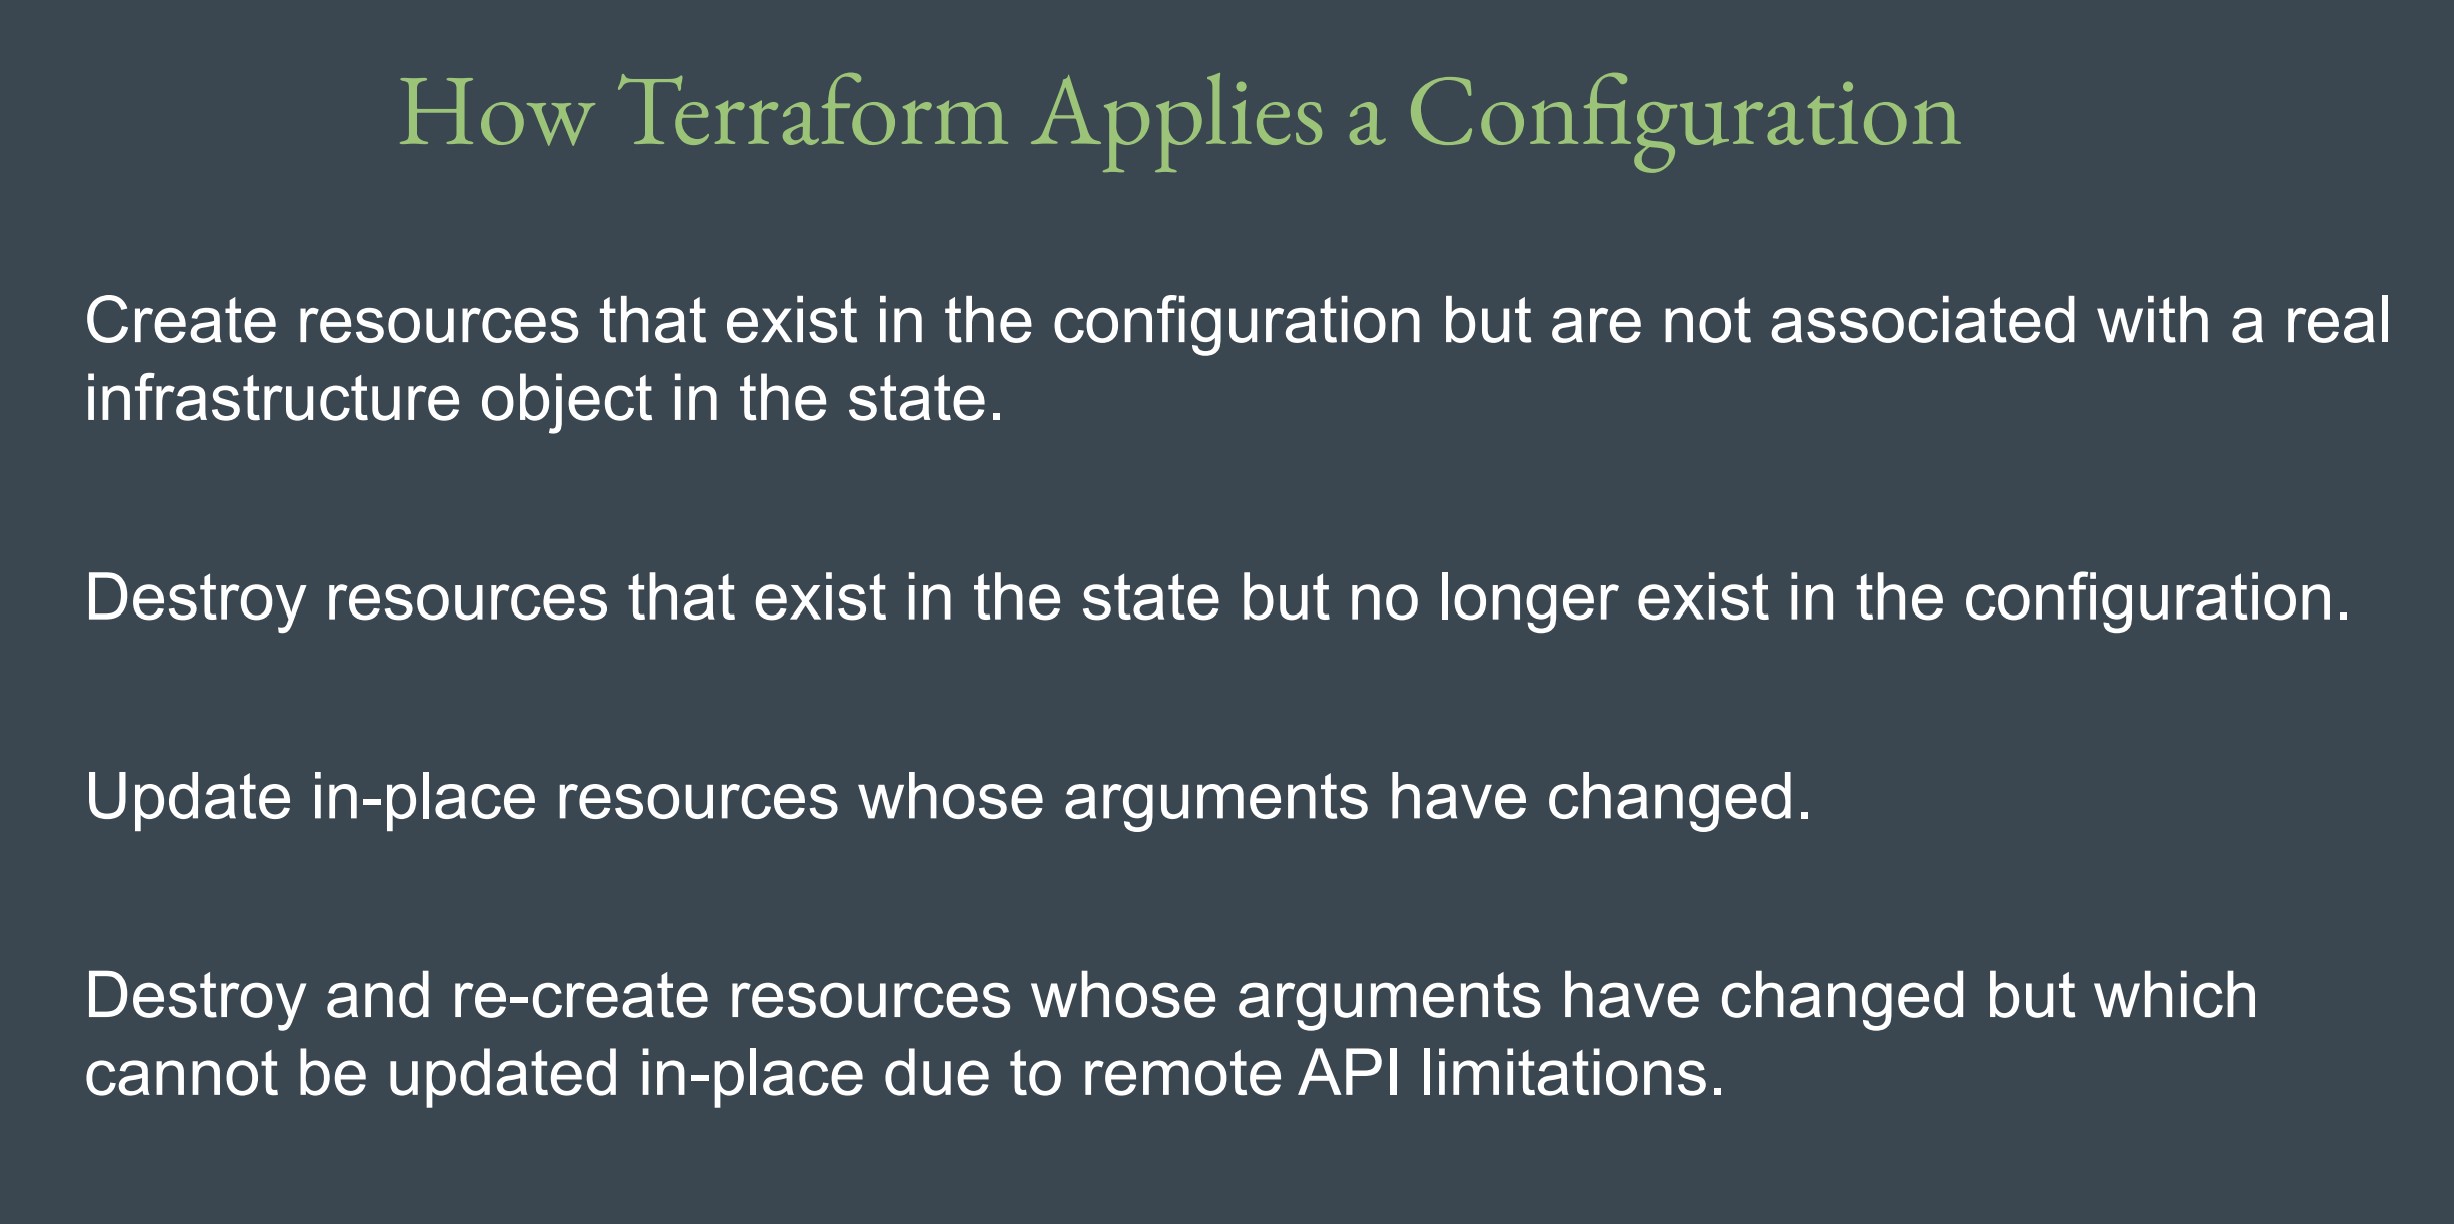 How Terraform Applies a Configuration
Create resources that exist in the configuration but are not associated with a real
infrastructure object in the state.
Destroy resources that exist in the state but no longer exist in the configuration.
Update in-place resources whose arguments have changed.
Destroy and re-create resources whose arguments have changed but which
cannot be updated in-place due to remote API limitations.